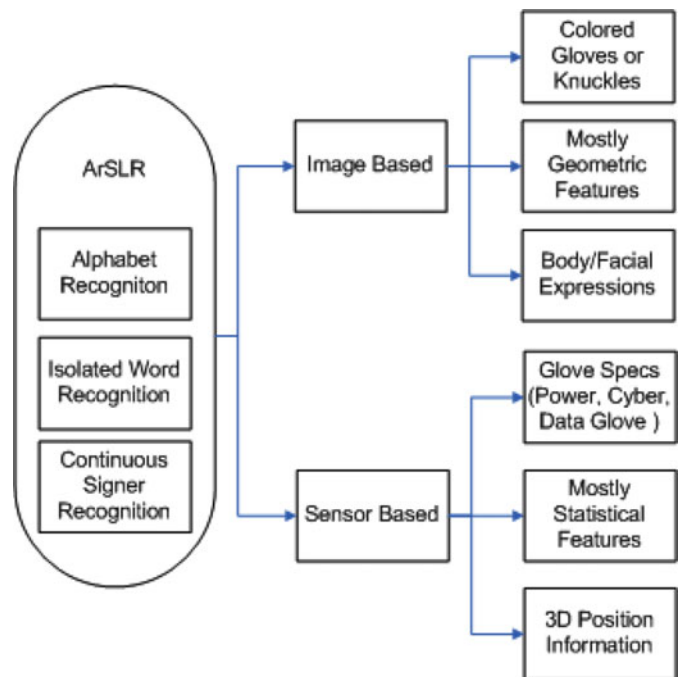 ArSLR
Alphabet
Recogniton
Isolated Word
Recognition
Continuous
Signer
Recognition
Image Based
Sensor Based
Colored
Gloves or
Knuckles
Mostly
Geometric
Features
Body/Facial
Expressions
Glove Specs
(Power, Cyber,
Data Glove )
Mostly
Statistical
Features
3D Position
Information